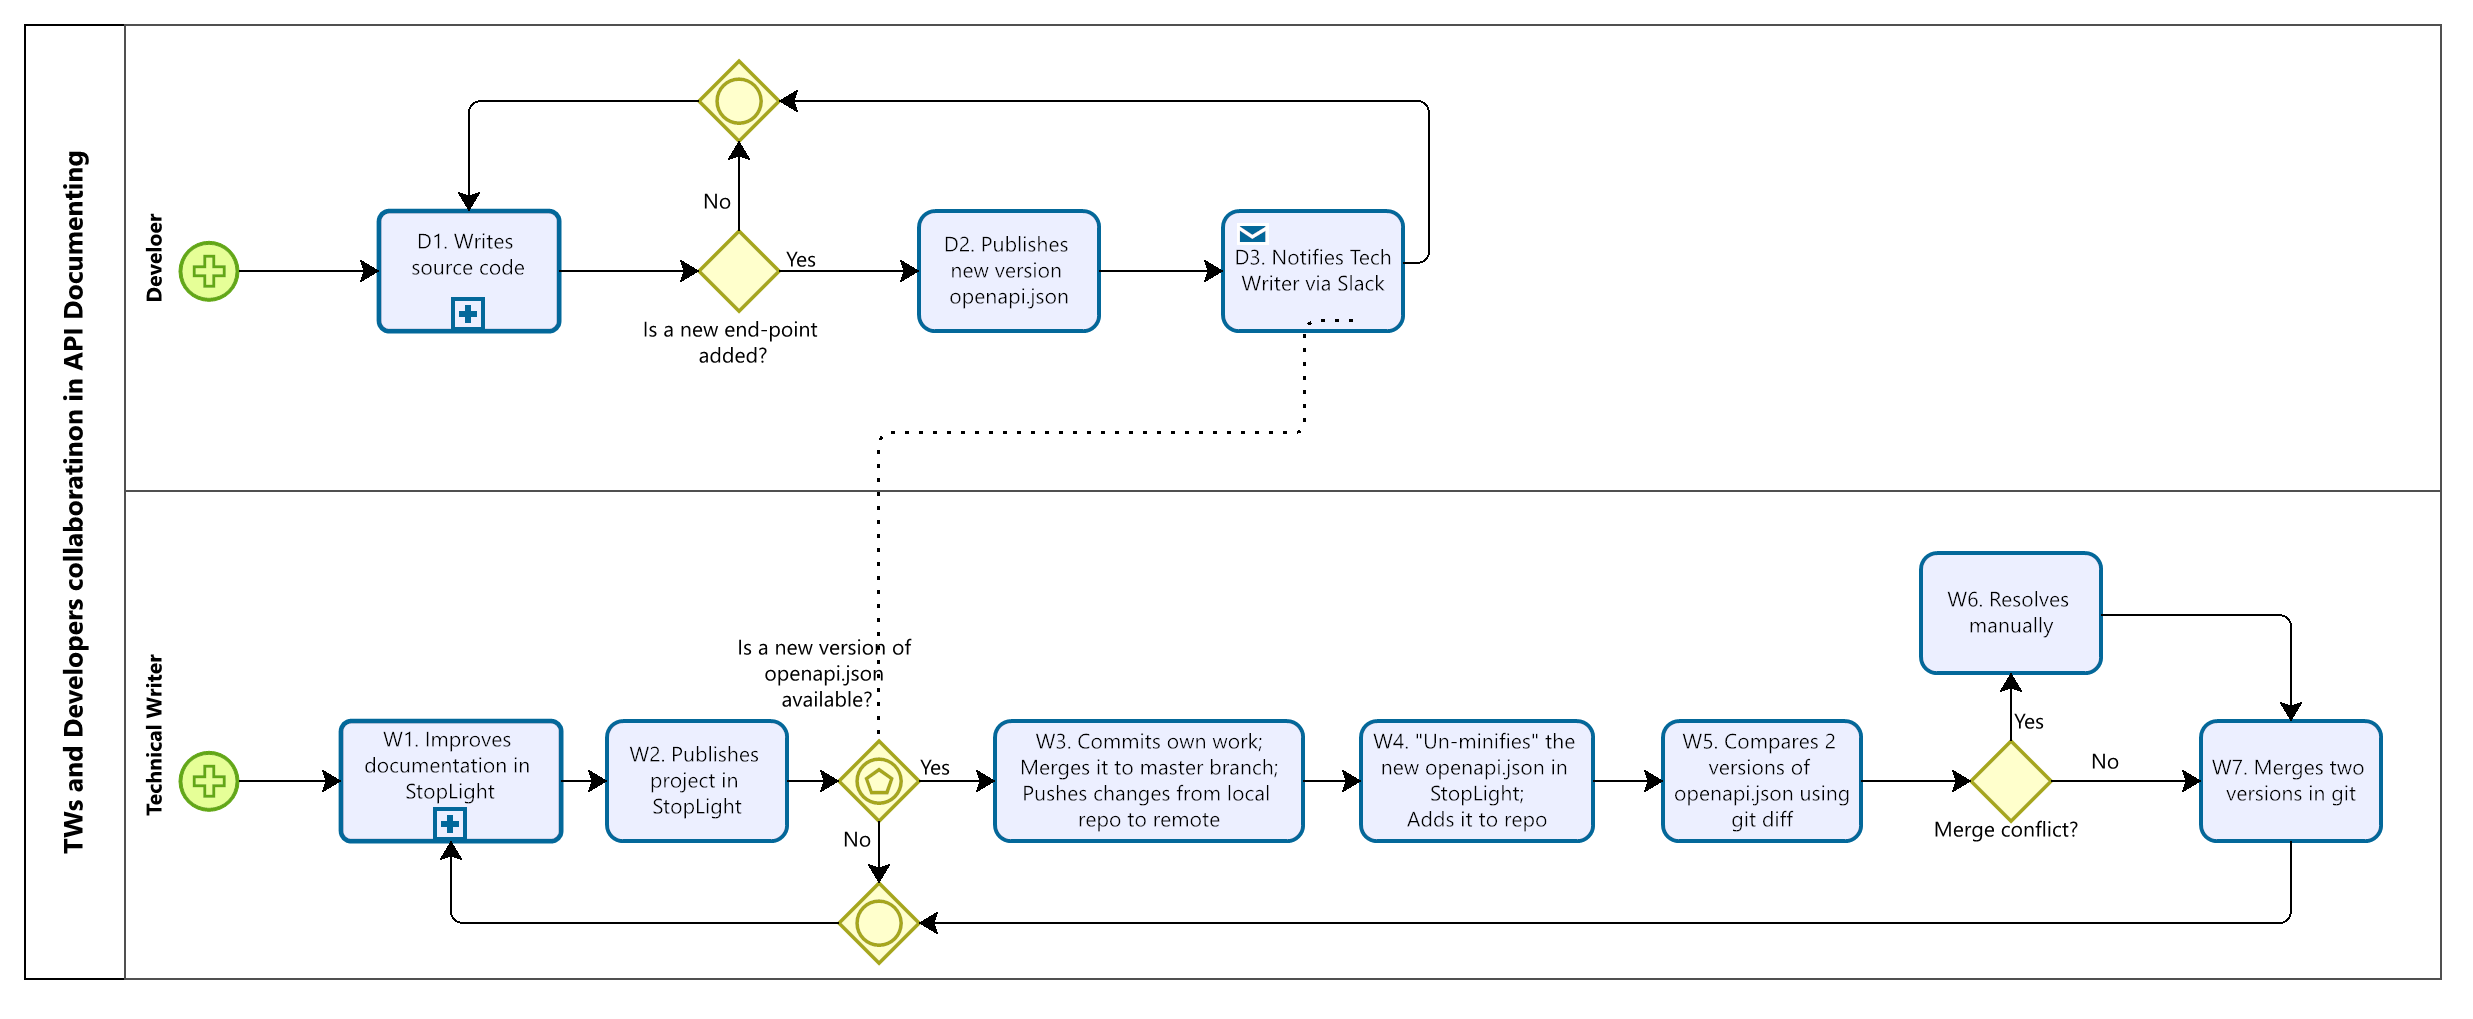 TWs and Developers collaboratinon in API Documenting
Develoer
D1. Writes
source code
No
Yes
Is a new end-point
added?
D2. Publishes
new version
openapi.json
D3. Notifies Tech
Writer via Slack
Technical Writer
W1. Improves
documentation in
StopLight
W2. Publishes
project in
StopLight
Is a new version of
openapi.json
available?
Yes
No
W3. Commits own work;
Merges it to master branch;
Pushes changes from local
repo to remote
W4. "Un-minifies" the
new openapi.json in
StopLight;
Adds it to repo
W5. Compares 2
versions of
openapi.json using
git diff
W6. Resolves
manually
Yes
No
Merge conflict?
W7. Merges two
versions in git